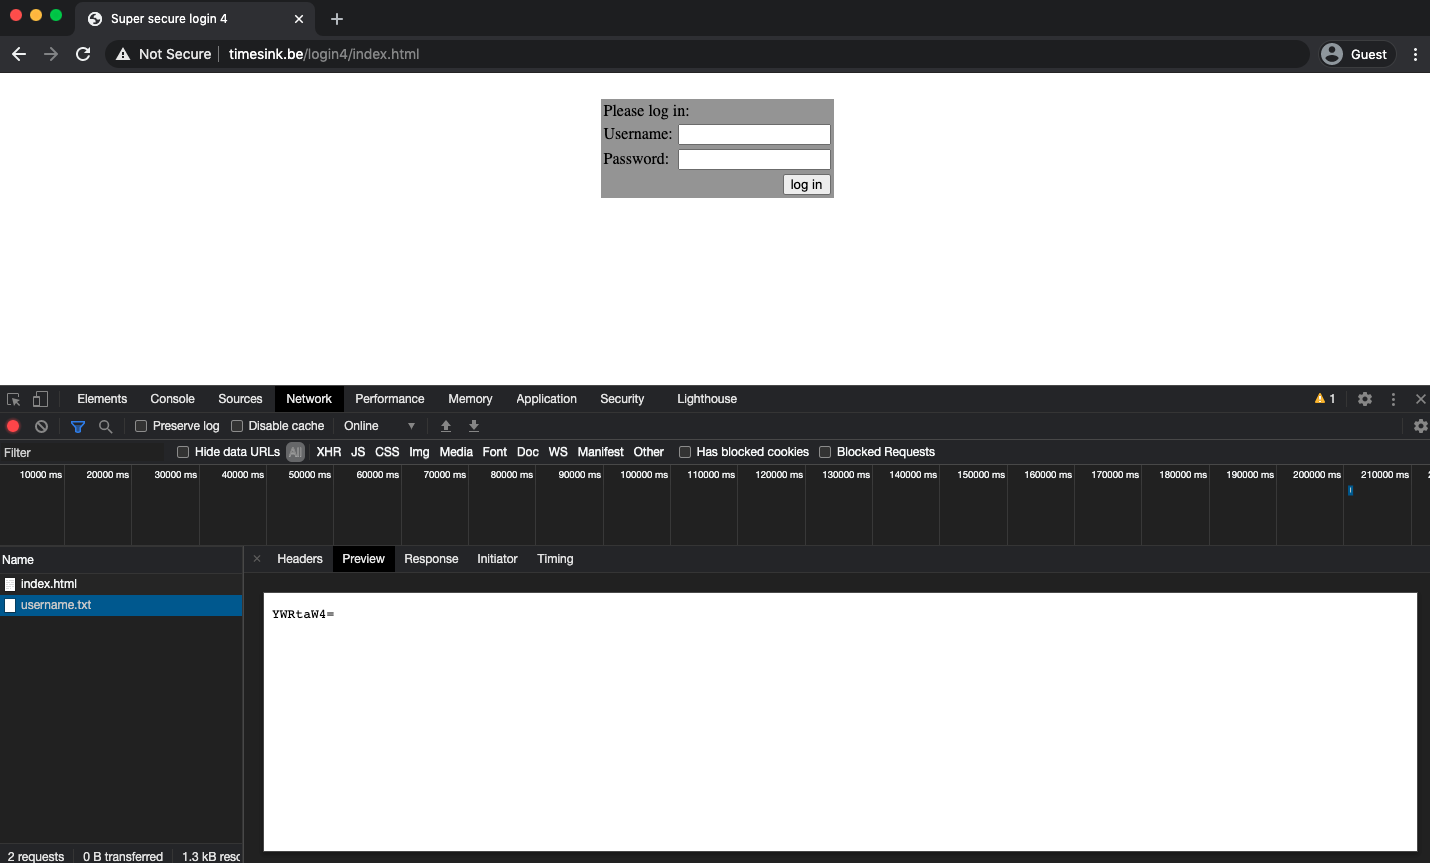 Super secure login 4
Not Secure timesink.be/login4/index.html Guest
Please log in:
Username:
Password:
log in
Elements Console Sources Network Performance Memory Application Security Lighthouse 1
Preserve log Disable cache Online
Filter Hide data URLs All XHR JS CSS Img Media Font Doc WS Manifest Other Has blocked cookies Blocked Requests
10000 ms 20000 ms 30000 ms 40000 ms 50000 ms 60000 ms 70000 ms 80000 ms 90000 ms 100000 ms 110000 ms 120000 ms 130000 ms 140000 ms 150000 ms 160000 ms 170000 ms 180000 ms 190000 ms 200000 ms 210000 ms
Name Headers Preview Response Initiator Timing
index.html
username.txt
YWRtaW4=
2 requests 0 B transferred 1.3 kB resc